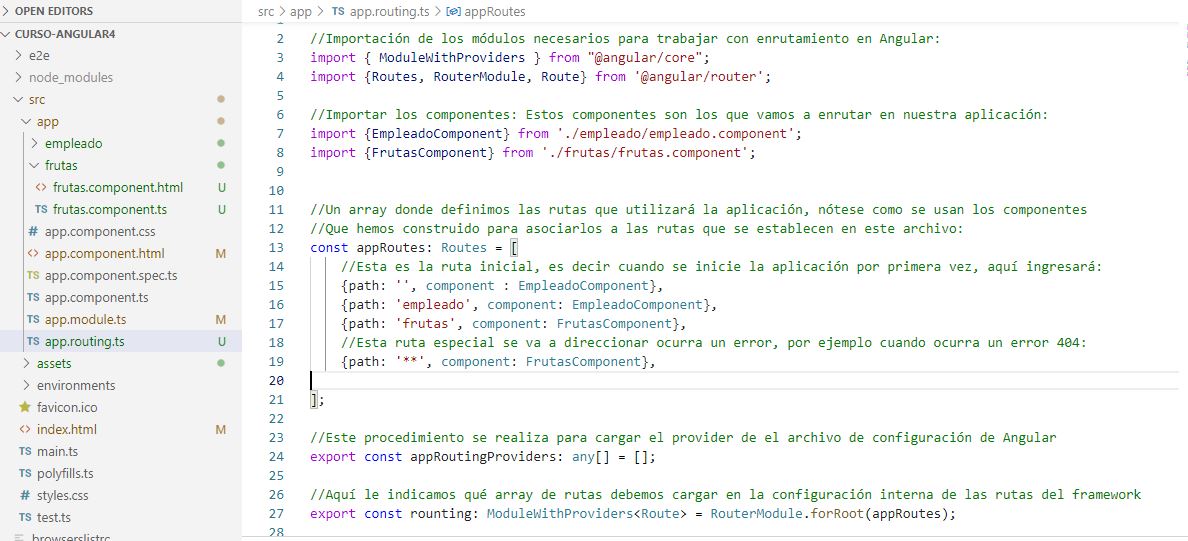 OPEN EDITORS
CURSO-ANGULAR4
e2e
node_modules
src
app
empleado
frutas
<> frutas.component.html U
TS frutas.component.ts U
# app.component.css
<> app.component.html M
TS app.component.spec.ts
TS app.component.ts
TS app.module.ts M
TS app.routing.ts U
assets
environments
favicon.ico
<> index.html M
TS main.ts
TS polyfills.ts
# styles.css
TS test.ts
browserslistrc
src > app > TS app.routing.ts > appRoutes
2 //Importación de los módulos necesarios para trabajar con enrutamiento en Angular:
3 import { ModuleWithProviders } from "@angular/core";
4 import {Routes, RouterModule, Route} from '@angular/router';
5
6 //Importar los componentes: Estos componentes son los que vamos a enrutar en nuestra aplicación:
7 import {EmpleadoComponent} from './empleado/empleado.component';
8 import {FrutasComponent} from './frutas/frutas.component';
9
10
11 //Un array donde definimos las rutas que utilizará la aplicación, nótese como se usan los componentes
12 //Que hemos construido para asociarlos a las rutas que se establecen en este archivo:
13 const appRoutes: Routes = [
14 //Esta es la ruta inicial, es decir cuando se inicie la aplicación por primera vez, aquí ingresará:
15 {path: '', component : EmpleadoComponent},
16 {path: 'empleado', component: EmpleadoComponent},
17 {path: 'frutas', component: FrutasComponent},
18 //Esta ruta especial se va a direccionar ocurra un error, por ejemplo cuando ocurra un error 404:
19 {path: '**', component: FrutasComponent},
20
21 ];
22
23 //Este procedimiento se realiza para cargar el provider de el archivo de configuración de Angular
24 export const appRoutingProviders: any[] = [];
25
26 //Aquí le indicamos qué array de rutas debemos cargar en la configuración interna de las rutas del framework
27 export const rounting: ModuleWithProviders<Route> = RouterModule.forRoot(appRoutes);
28